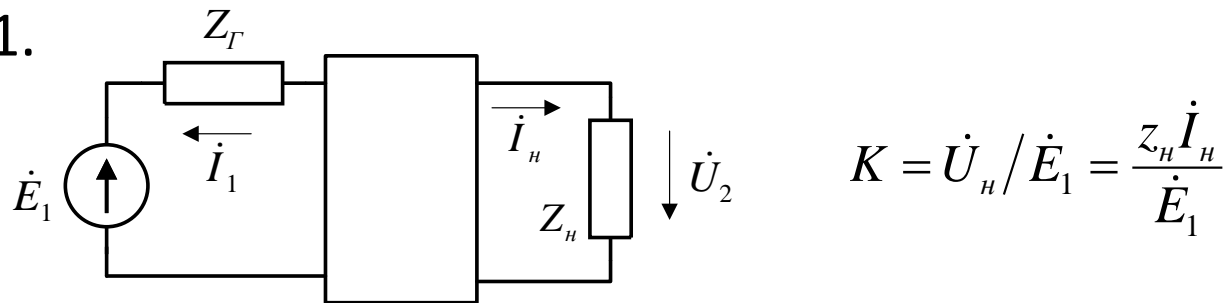 1.
Z_Г
İ_1
Ė_1
İ_н
Z_н
U̇_2
K = U̇_н / Ė_1 = z_н İ_н / Ė_1